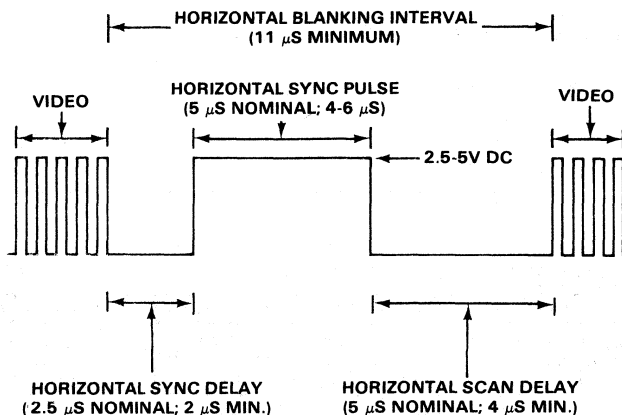 HORIZONTAL BLANKING INTERVAL
(11 μS MINIMUM)
HORIZONTAL SYNC PULSE
(5 μS NOMINAL; 4-6 μS)
VIDEO
VIDEO
2.5-5V DC
HORIZONTAL SYNC DELAY
(2.5 μS NOMINAL; 2 μS MIN.)
HORIZONTAL SCAN DELAY
(5 μS NOMINAL; 4 μS MIN.)